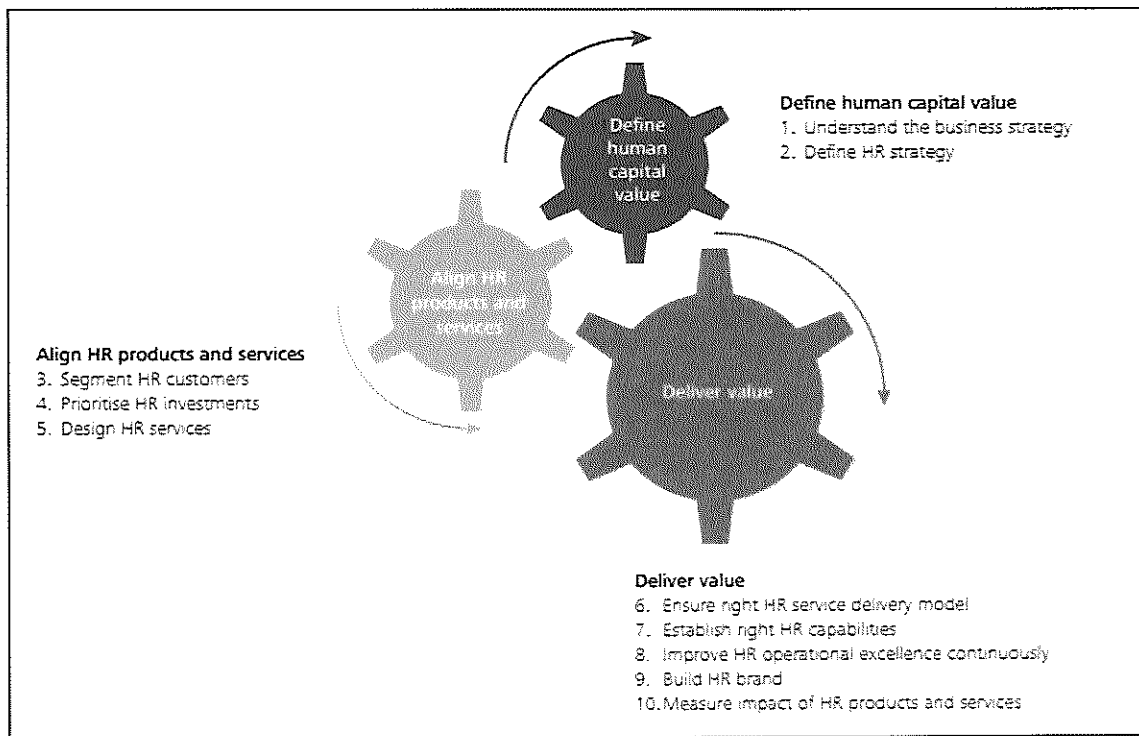 Define
human
capital
value
Define human capital value
1. Understand the business strategy
2. Define HR strategy
Align HR
products and
services
Align HR products and services
3. Segment HR customers
4. Prioritise HR investments
5. Design HR services
Deliver value
Deliver value
6. Ensure right HR service delivery model
7. Establish right HR capabilities
8. Improve HR operational excellence continuously
9. Build HR brand
10. Measure impact of HR products and services